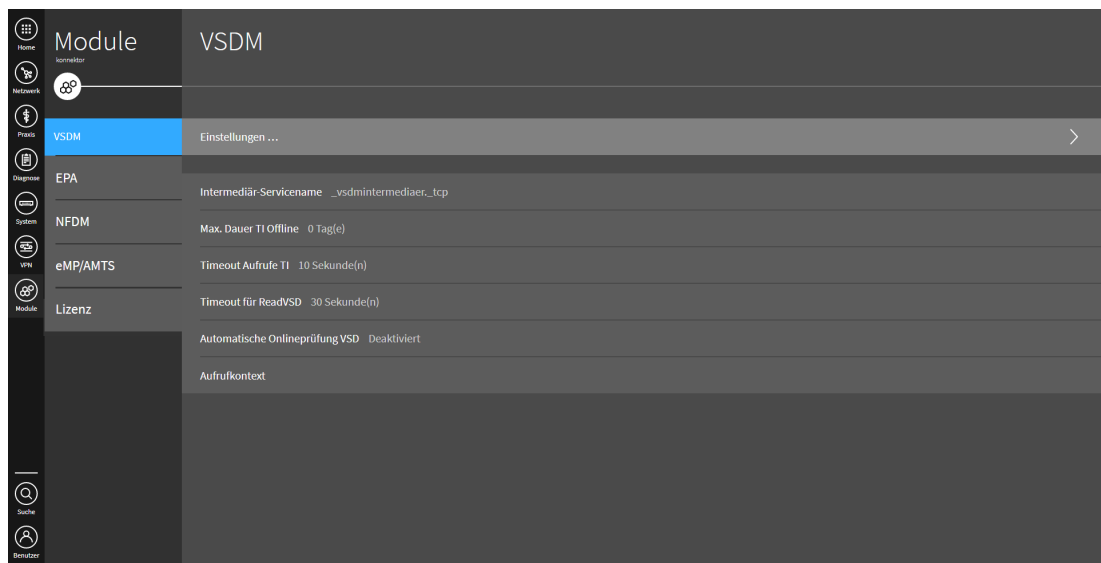 Home
Netzwerk
Praxis
Diagnose
System
VPN
Module
Suche
Benutzer
Module
konnektor
VSDM
EPA
NFDM
eMP/AMTS
Lizenz
VSDM
Einstellungen ...
Intermediär-Servicename _vsdmintermediaer._tcp
Max. Dauer TI Offline 0 Tag(e)
Timeout Aufrufe TI 10 Sekunde(n)
Timeout für ReadVSD 30 Sekunde(n)
Automatische Onlineprüfung VSD Deaktiviert
Aufrufkontext